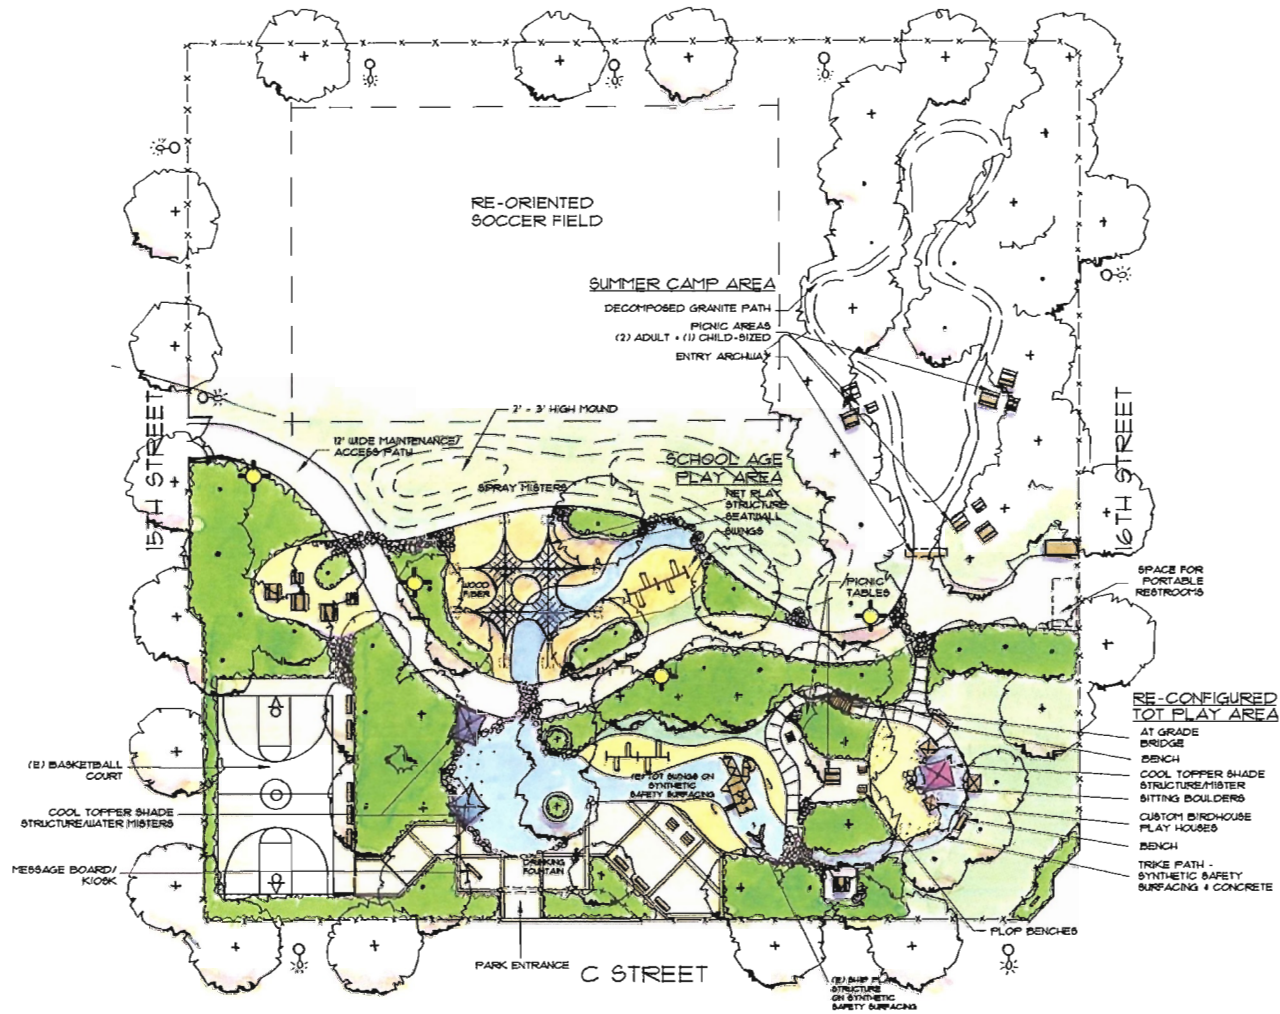 RE-ORIENTED
SOCCER FIELD
SUMMER CAMP AREA
DECOMPOSED GRANITE PATH
PICNIC AREAS
(2) ADULT + (1) CHILD-SIZED
ENTRY ARCHWAY
15TH STREET
16TH STREET
2' - 3' HIGH MOUND
12' WIDE MAINTENANCE/
ACCESS PATH
SCHOOL AGE
PLAY AREA
SPRAY MISTERS
NET PLAY
STRUCTURE
SEATWALL
SWINGS
WOOD
FIBER
PICNIC
TABLES
SPACE FOR
PORTABLE
RESTROOMS
RE-CONFIGURED
TOT PLAY AREA
AT GRADE
BRIDGE
BENCH
COOL TOPPER SHADE
STRUCTURE/MISTER
SITTING BOULDERS
CUSTOM BIRDHOUSE
PLAY HOUSES
BENCH
TRIKE PATH -
SYNTHETIC SAFETY
SURFACING & CONCRETE
(E) BASKETBALL
COURT
COOL TOPPER SHADE
STRUCTURE/WATER MISTERS
MESSAGE BOARD/
KIOSK
(E) TOT SWINGS ON
SYNTHETIC
SAFETY SURFACING
DRINKING
FOUNTAIN
PLOP BENCHES
PARK ENTRANCE
C STREET
(E) SHIP PLAY
STRUCTURE
ON SYNTHETIC
SAFETY SURFACING